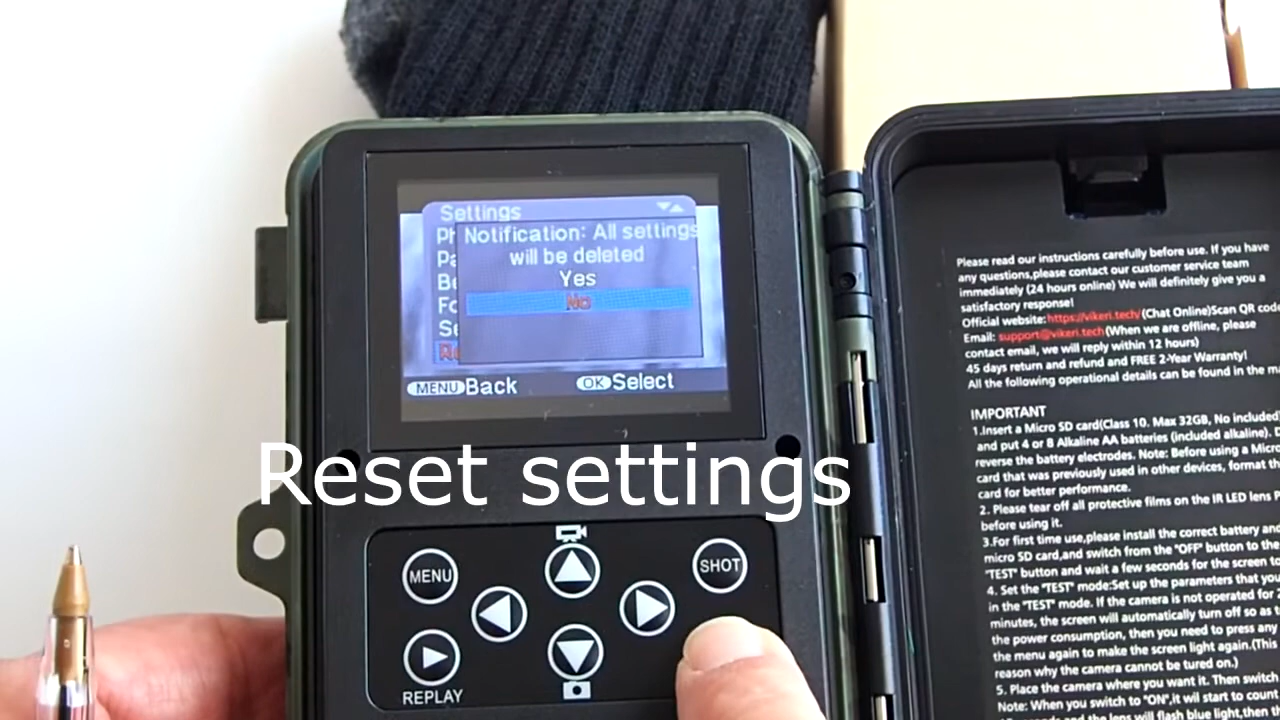 Settings
Notification: All settings
will be deleted
Yes
No
MENU Back
OK Select
Reset settings
MENU
SHOT
REPLAY
Please read our instructions carefully before use. If you have
any questions,please contact our customer service team
immediately (24 hours online) We will definitely give you a
satisfactory response!
Official website:https://vikeri.tech/(Chat Online)Scan QR cod
Email: support@vikeri.tech(When we are offline, please
contact email, we will reply within 12 hours)
45 days return and refund and FREE 2-Year Warranty!
All the following operational details can be found in the ma
IMPORTANT
1.Insert a Micro SD card(Class 10, Max 32GB, No included)
and put 4 or 8 Alkaline AA batteries (included alkaline). D
reverse the battery electrodes. Note: Before using a Micro
card that was previously used in other devices, format the
card for better performance.
2. Please tear off all protective films on the IR LED lens P
before using it.
3.For first time use,please install the correct battery and
micro SD card,and switch from the "OFF" button to the
"TEST" button and wait a few seconds for the screen to
4. Set the "TEST" mode:Set up the parameters that you
in the "TEST" mode. If the camera is not operated for 2
minutes, the screen will automatically turn off so as t
the power consumption, then you need to press any
the menu again to make the screen light again.(This
reason why the camera cannot be turned on.)
5. Place the camera where you want it. Then switch
Note: When you switch to "ON",it wil start to count
seconds and the lens will flash blue light,then th